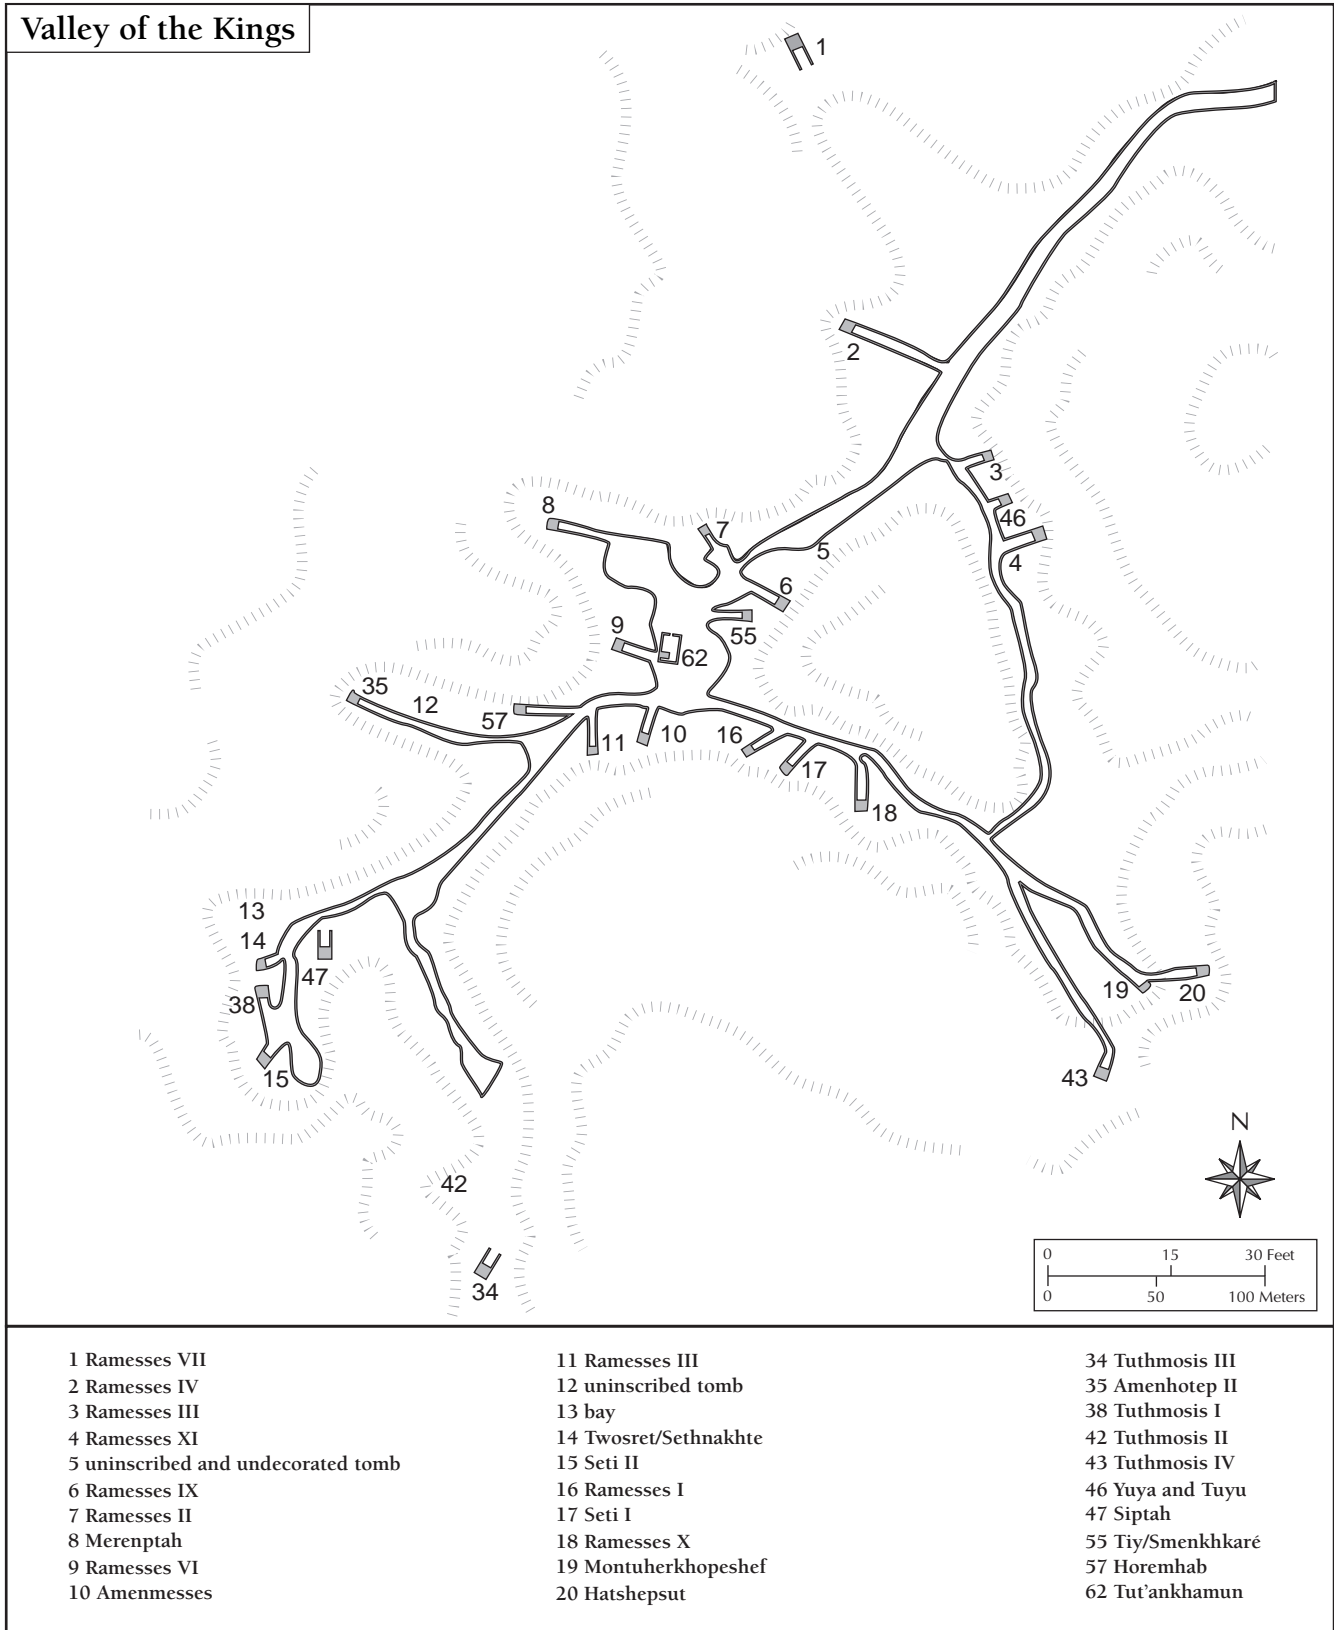 Valley of the Kings
1
2
3
46
4
5
8
7
6
55
9
62
35
12
57
11
10
16
17
18
13
14
47
38
15
19
20
43
42
34
N
0 15 30 Feet
0 50 100 Meters
1 Ramesses VII
2 Ramesses IV
3 Ramesses III
4 Ramesses XI
5 uninscribed and undecorated tomb
6 Ramesses IX
7 Ramesses II
8 Merenptah
9 Ramesses VI
10 Amenmesses
11 Ramesses III
12 uninscribed tomb
13 bay
14 Twosret/Sethnakhte
15 Seti II
16 Ramesses I
17 Seti I
18 Ramesses X
19 Montuherkhopeshef
20 Hatshepsut
34 Tuthmosis III
35 Amenhotep II
38 Tuthmosis I
42 Tuthmosis II
43 Tuthmosis IV
46 Yuya and Tuyu
47 Siptah
55 Tiy/Smenkhkaré
57 Horemhab
62 Tut'ankhamun